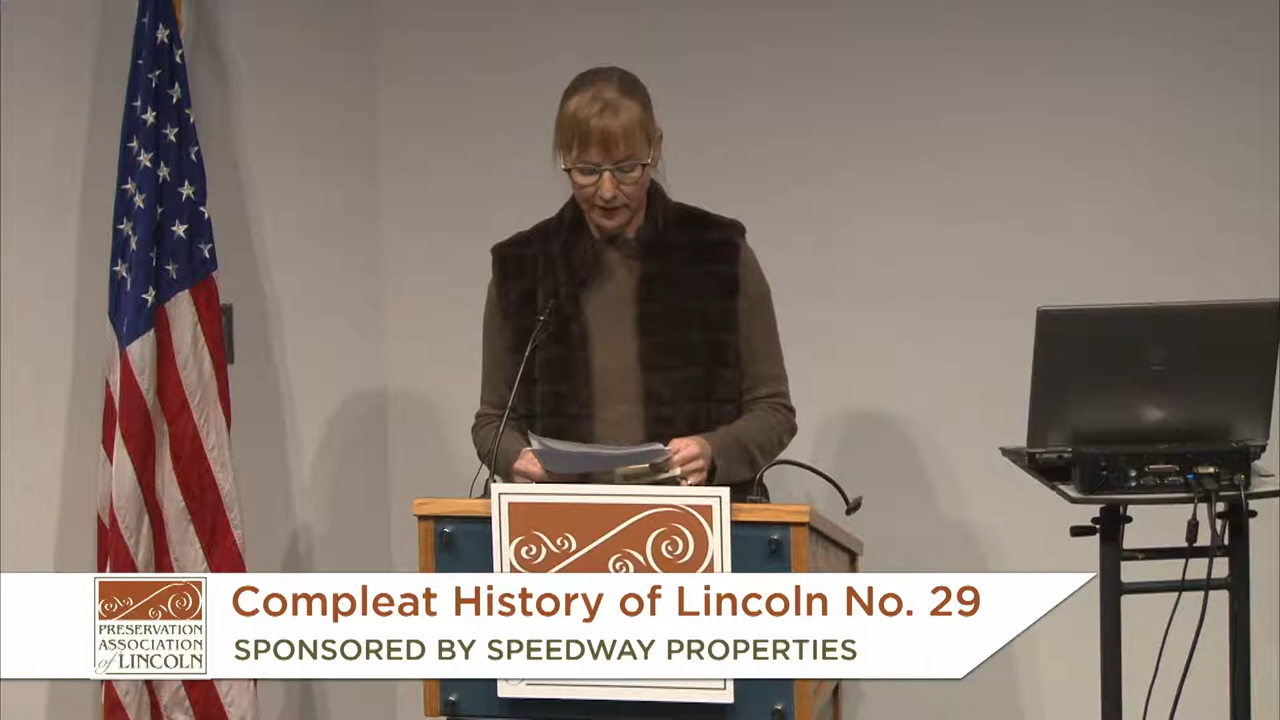 Compleat History of Lincoln No. 29
SPONSORED BY SPEEDWAY PROPERTIES
PRESERVATION
ASSOCIATION
of LINCOLN